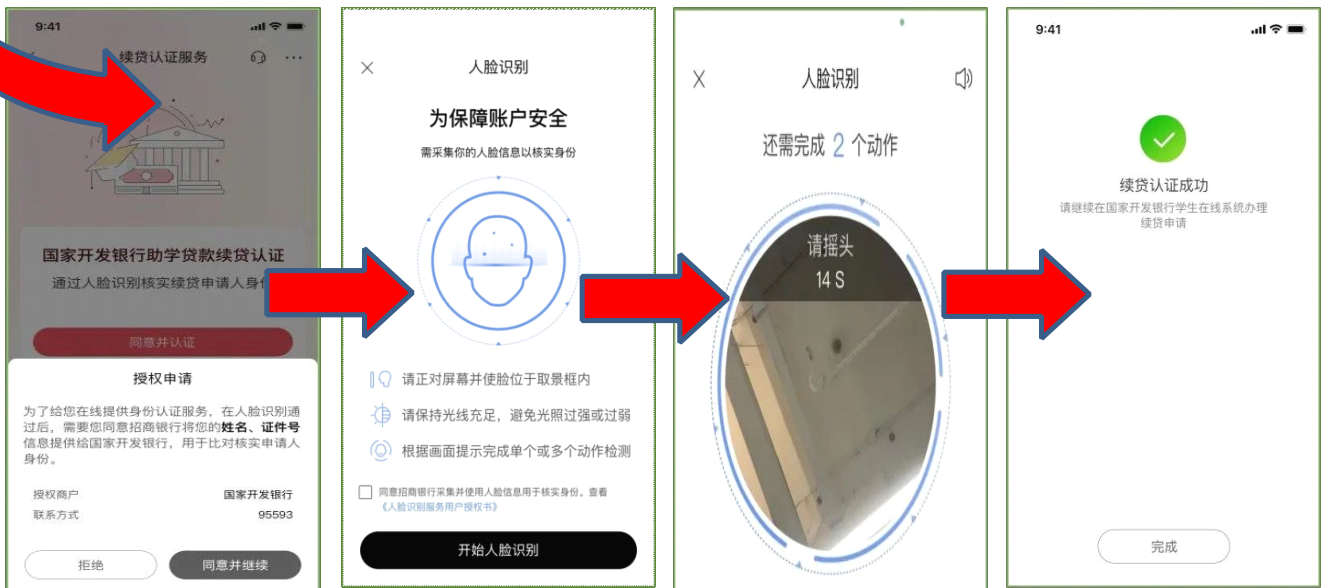 9:41
续贷认证服务
国家开发银行助学贷款续贷认证
通过人脸识别核实续贷申请人身
同意并认证
授权申请
为了给您在线提供身份认证服务，在人脸识别通
过后，需要您同意招商银行将您的姓名、证件号
信息提供给国家开发银行，用于比对核实申请人
身份。
授权商户 国家开发银行
联系方式 95593
拒绝 同意并继续
人脸识别
为保障账户安全
需采集你的人脸信息以核实身份
请正对屏幕并使脸位于取景框内
请保持光线充足，避免光照过强或过弱
根据画面提示完成单个或多个动作检测
同意招商银行采集并使用人脸信息用于核实身份。查看
《人脸识别服务用户授权书》
开始人脸识别
人脸识别
还需完成 2 个动作
请摇头
14 S
9:41
续贷认证成功
请继续在国家开发银行学生在线系统办理
续贷申请
完成